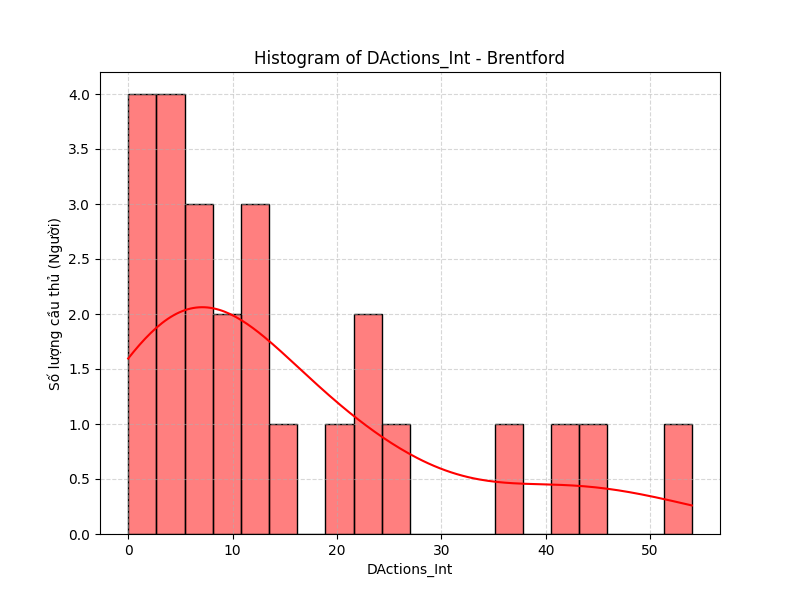 Histogram of DActions_Int - Brentford
Số lượng cầu thủ (Người)
4.0
3.5
3.0
2.5
2.0
1.5
1.0
0.5
0.0
0 10 20 30 40 50
DActions_Int